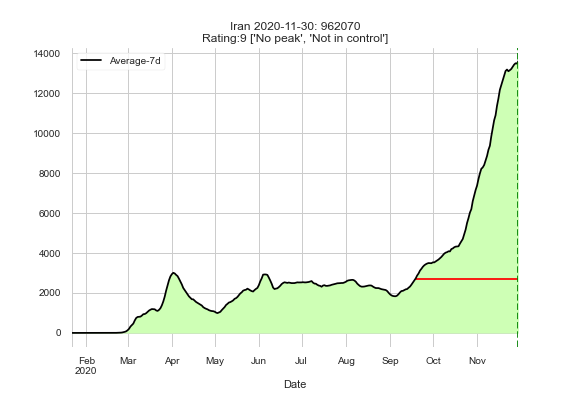 Iran 2020-11-30: 962070
Rating:9 ['No peak', 'Not in control']
14000
Average-7d
12000
10000
8000
6000
4000
2000
0
Feb Mar Apr May Jun Jul Aug Sep Oct Nov
2020
Date